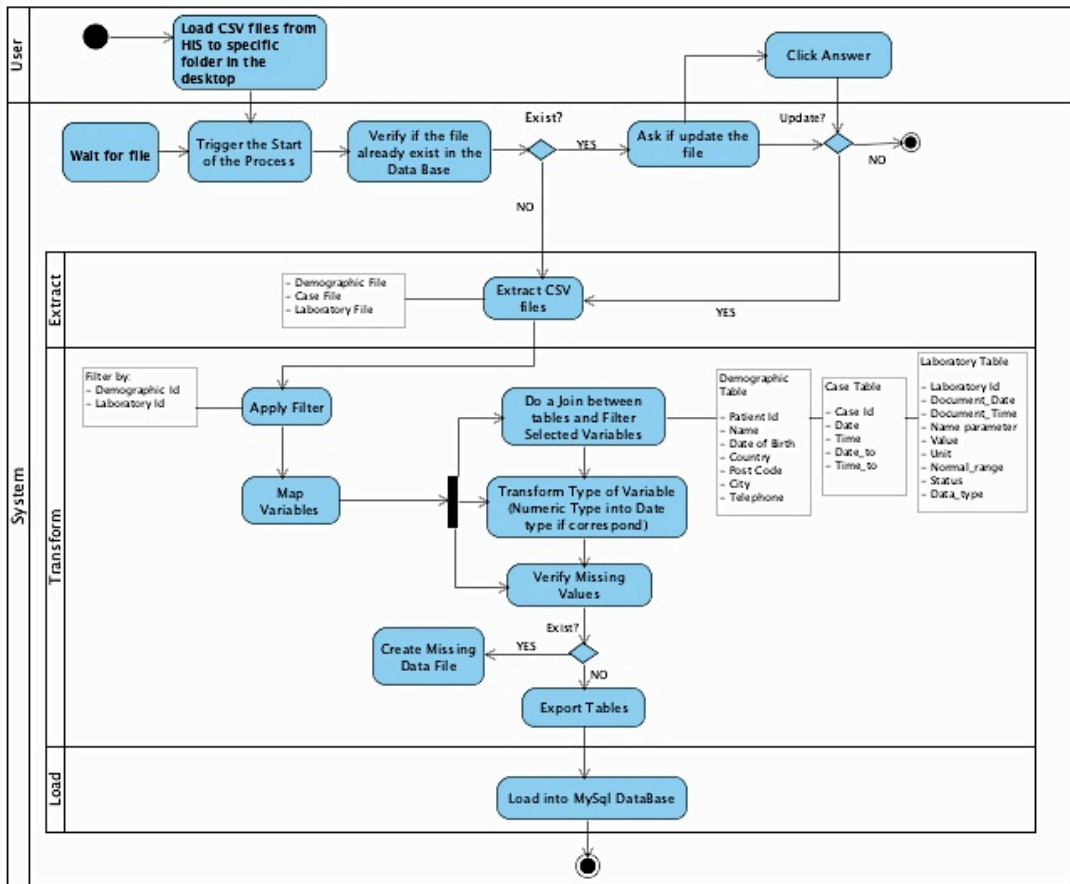 User
Load CSV files from
HIS to specific
folder in the
desktop
Click Answer
System
Wait for file
Trigger the Start
of the Process
Verify if the file
already exist in the
Data Base
Exist?
YES
NO
Ask if update the
file
Update?
NO
YES
Extract
– Demographic File
– Case File
– Laboratory File
Extract CSV
files
Transform
Filter by:
– Demographic Id
– Laboratory Id
Apply Filter
Map
Variables
Do a Join between
tables and Filter
Selected Variables
Demographic
Table
– Patient Id
– Name
– Date of Birth
– Country
– Post Code
– City
– Telephone
Case Table
– Case Id
– Date
– Time
– Date_to
– Time_to
Laboratory Table
– Laboratory Id
– Document_Date
– Document_Time
– Name parameter
– Value
– Unit
– Normal_range
– Status
– Data_type
Transform Type of Variable
(Numeric Type into Date
type if correspond)
Verify Missing
Values
Exist?
YES
NO
Create Missing
Data File
Export Tables
Load
Load into MySql DataBase